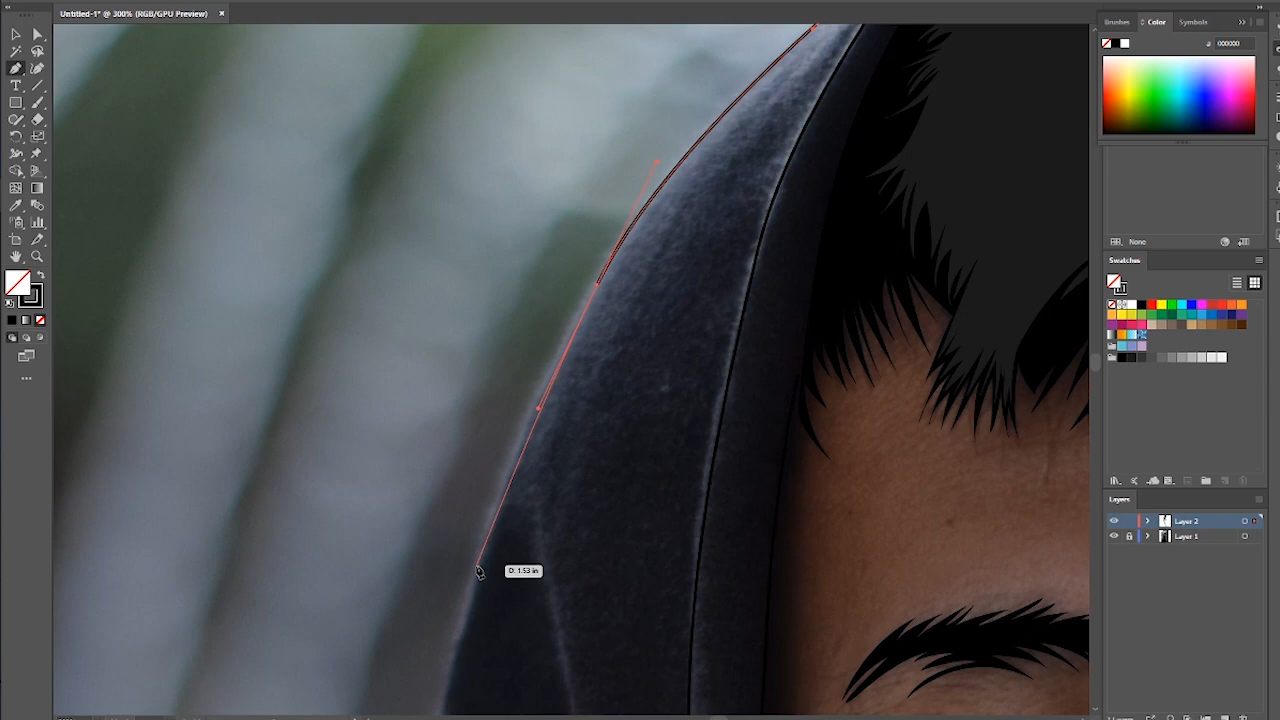 Untitled-1* @ 300% (RGB/GPU Preview) ×
Brushes Color Symbols
# 000000
None
Swatches
Layers
Layer 2
Layer 1
D: 1.53 in